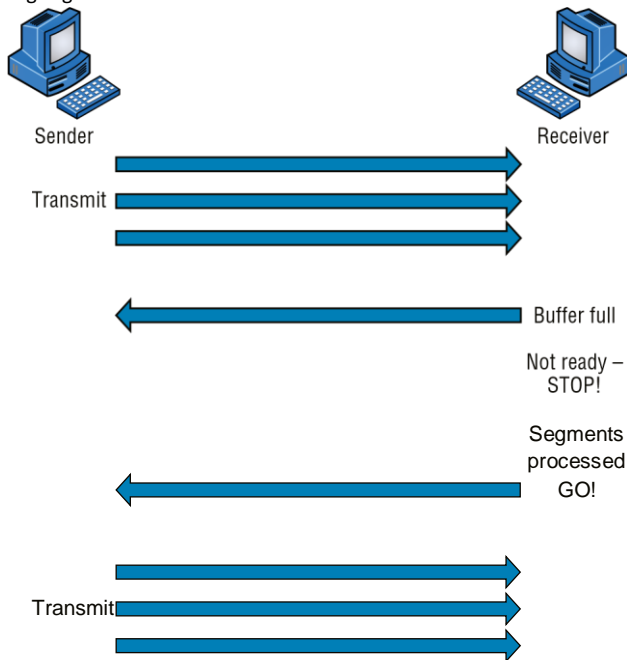 Sender
Receiver
Transmit
Buffer full
Not ready –
STOP!
Segments
processed
GO!
Transmit